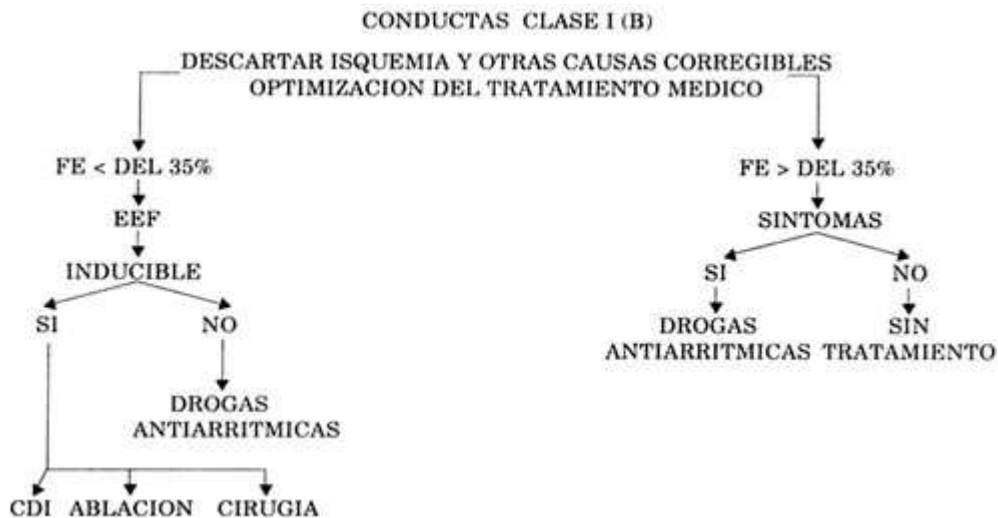 CONDUCTAS CLASE I (B)
DESCARTAR ISQUEMIA Y OTRAS CAUSAS CORREGIBLES
OPTIMIZACION DEL TRATAMIENTO MEDICO
FE < DEL 35%
EEF
INDUCIBLE
SI
NO
DROGAS
ANTIARRITMICAS
CDI ABLACION CIRUGIA
FE > DEL 35%
SINTOMAS
SI
NO
DROGAS
ANTIARRITMICAS
SIN
TRATAMIENTO